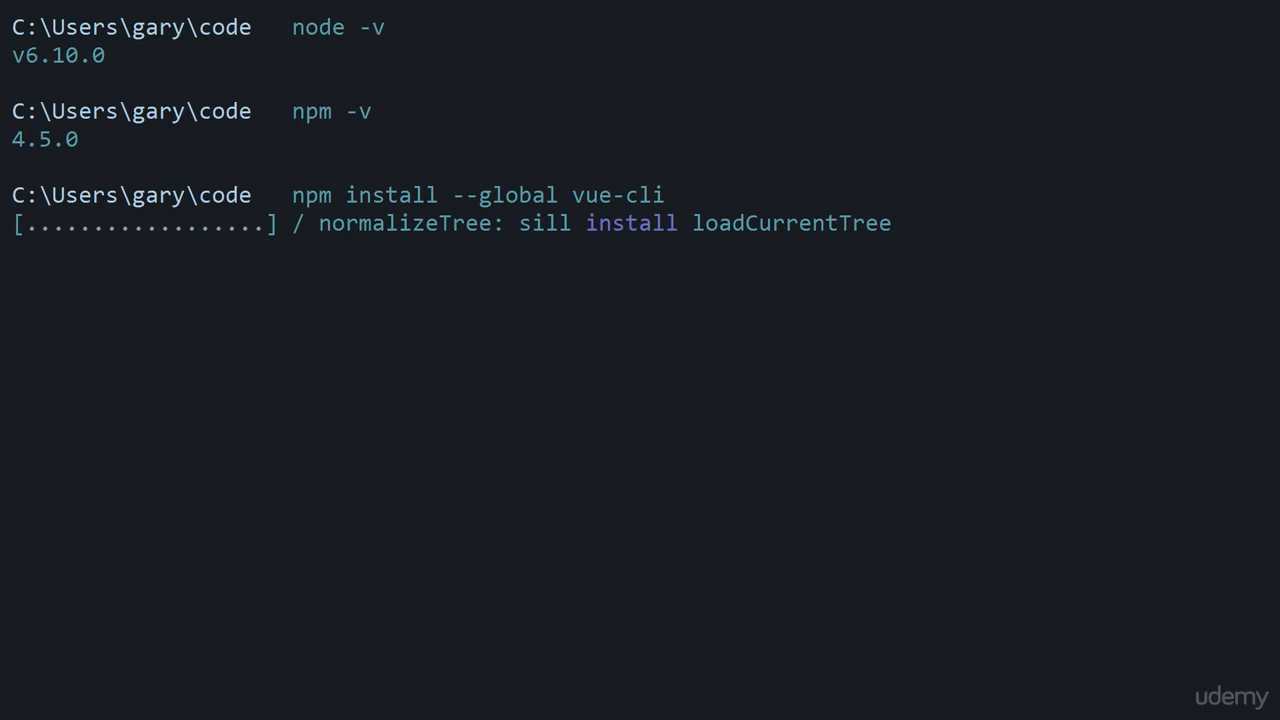 C:\Users\gary\code   node -v
v6.10.0
C:\Users\gary\code   npm -v
4.5.0
C:\Users\gary\code   npm install --global vue-cli
[..................] / normalizeTree: sill install loadCurrentTree
udemy